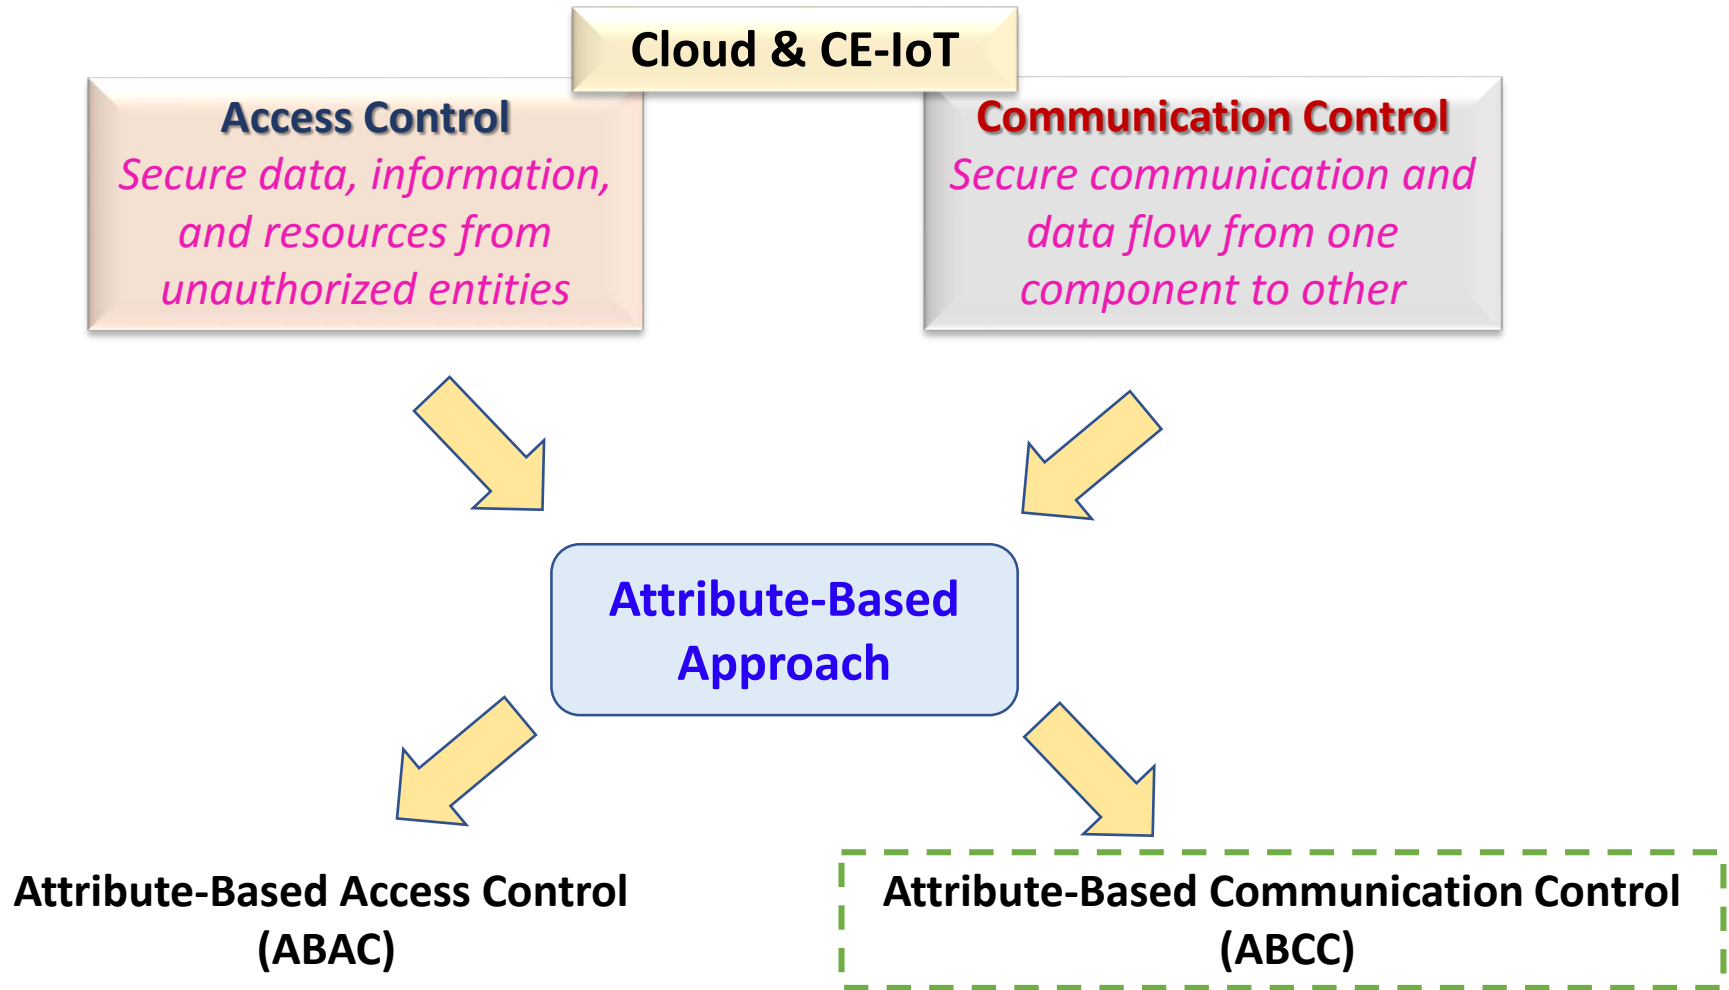 Cloud & CE-IoT
Access Control
Secure data, information,
and resources from
unauthorized entities
Communication Control
Secure communication and
data flow from one
component to other
Attribute-Based
Approach
Attribute-Based Access Control
(ABAC)
Attribute-Based Communication Control
(ABCC)